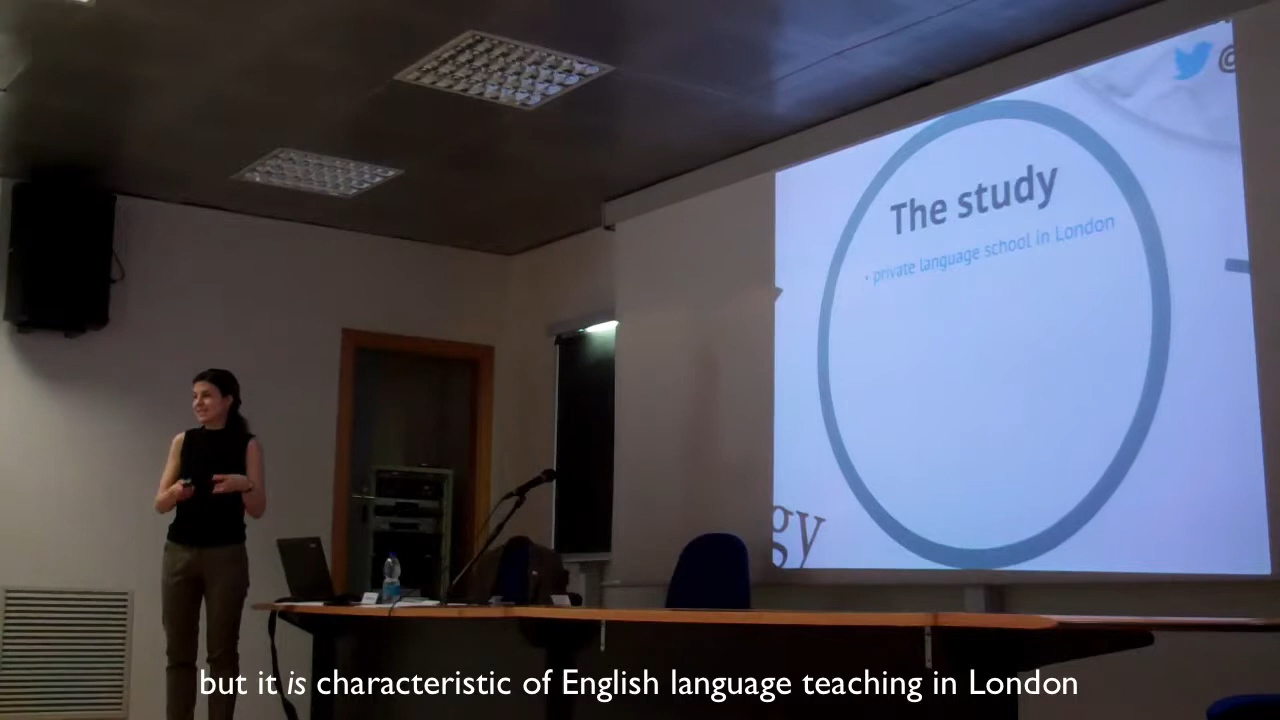 @
The study
• private language school in London
gy
but it is characteristic of English language teaching in London